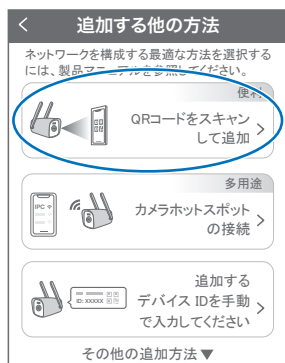 追加する他の方法
ネットワークを構成する最適な方法を選択する
には、製品マニュアルを参照してください。
便利
QRコードをスキャン
して追加
多用途
IPC
カメラホットスポット
の接続
ID: XXXXX
追加する
デバイス IDを手動
で入力してください
その他の追加方法▼